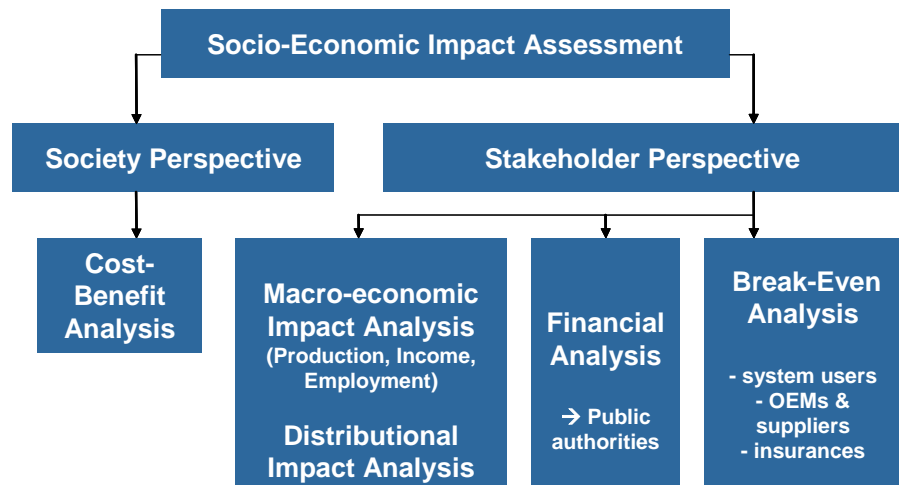 Socio-Economic Impact Assessment
Society Perspective
Stakeholder Perspective
Cost-
Benefit
Analysis
Macro-economic
Impact Analysis
(Production, Income,
Employment)
Distributional
Impact Analysis
Financial
Analysis
→ Public
authorities
Break-Even
Analysis
- system users
- OEMs &
suppliers
- insurances